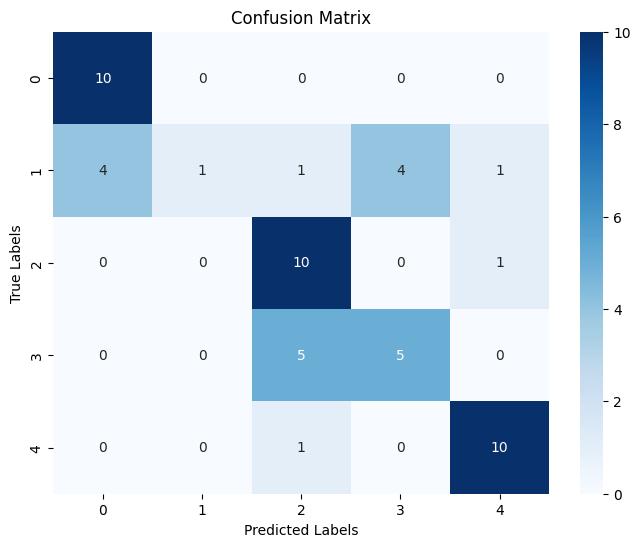 Confusion Matrix
True Labels
0 10 0 0 0 0
1 4 1 1 4 1
2 0 0 10 0 1
3 0 0 5 5 0
4 0 0 1 0 10
0 1 2 3 4
Predicted Labels
10
8
6
4
2
0